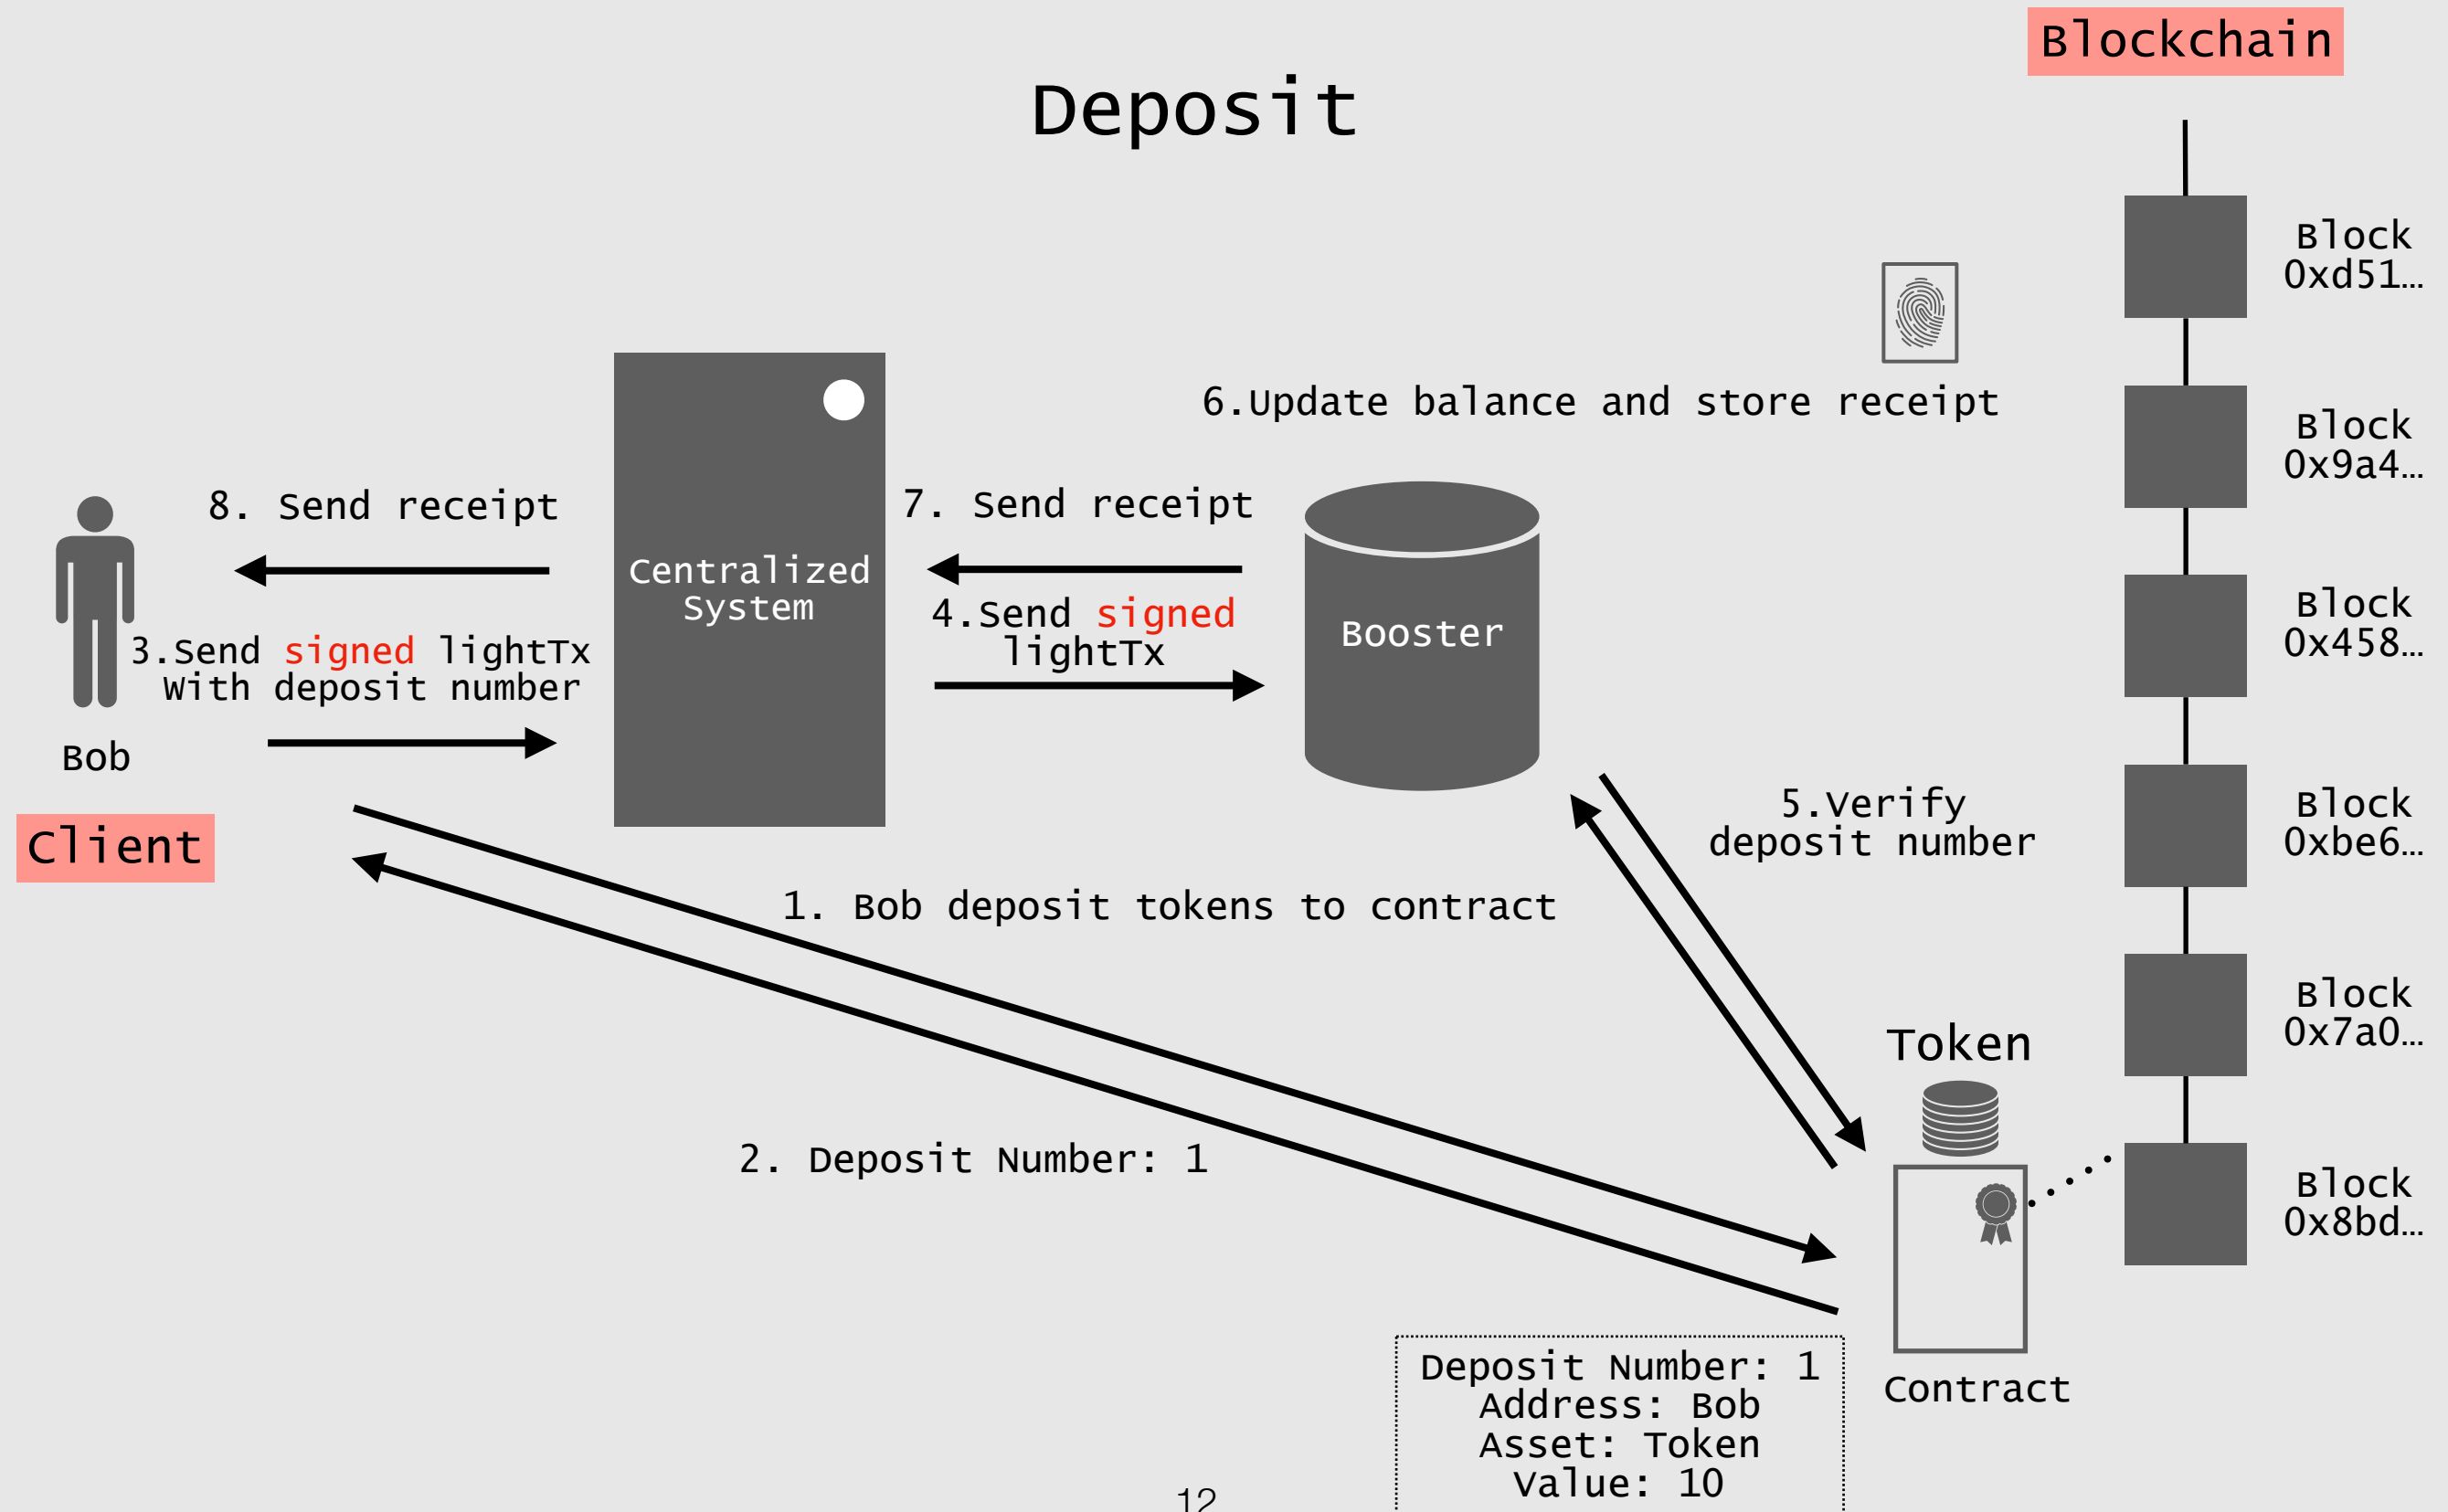 Blockchain
Deposit
Block
0xd51…
6.Update balance and store receipt
Block
0x9a4…
8. Send receipt
7. Send receipt
Centralized
System
4.Send signed
lightTx
Booster
Block
0x458…
3.Send signed lightTx
With deposit number
Bob
Client
5.Verify
deposit number
Block
0xbe6…
1. Bob deposit tokens to contract
Block
0x7a0…
Token
2. Deposit Number: 1
Block
0x8bd…
Contract
Deposit Number: 1
Address: Bob
Asset: Token
Value: 10
12